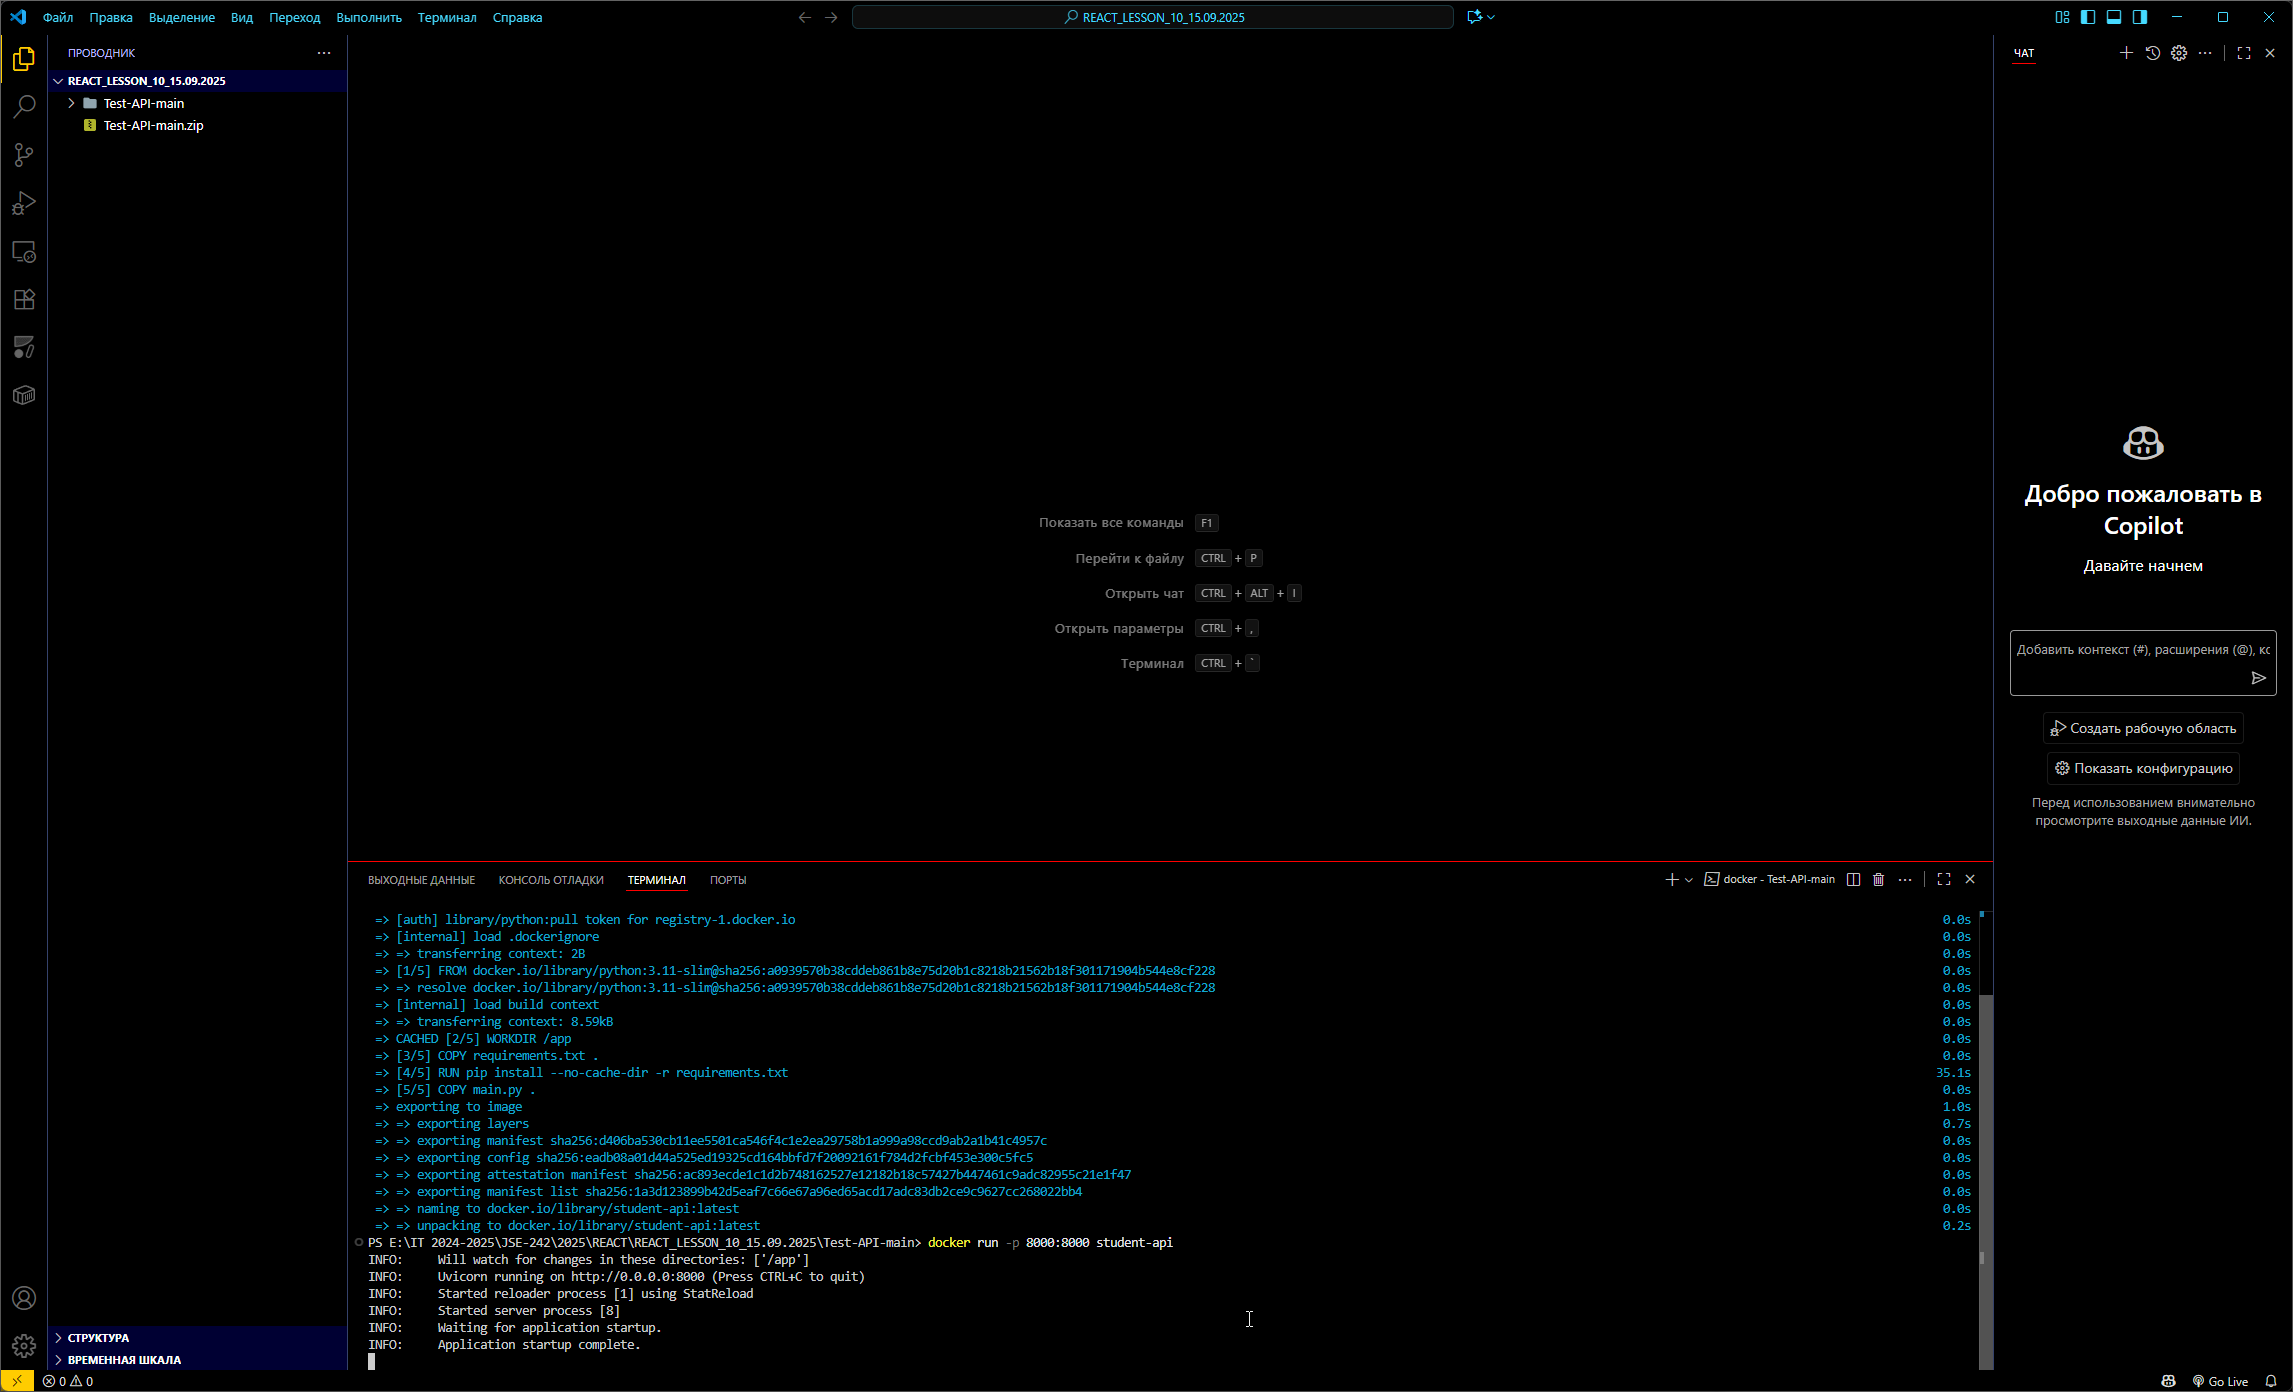 Файл Правка Выделение Вид Переход Выполнить Терминал Справка
REACT_LESSON_10_15.09.2025
ПРОВОДНИК
REACT_LESSON_10_15.09.2025
Test-API-main
Test-API-main.zip
Показать все команды F1
Перейти к файлу CTRL + P
Открыть чат CTRL + ALT + I
Открыть параметры CTRL + ,
Терминал CTRL + `
ЧАТ
Добро пожаловать в
Copilot
Давайте начнем
Добавить контекст (#), расширения (@), кс
Создать рабочую область
Показать конфигурацию
Перед использованием внимательно
просмотрите выходные данные ИИ.
ВЫХОДНЫЕ ДАННЫЕ КОНСОЛЬ ОТЛАДКИ ТЕРМИНАЛ ПОРТЫ
docker - Test-API-main
=> [auth] library/python:pull token for registry-1.docker.io 0.0s
=> [internal] load .dockerignore 0.0s
=> => transferring context: 2B 0.0s
=> [1/5] FROM docker.io/library/python:3.11-slim@sha256:a0939570b38cddeb861b8e75d20b1c8218b21562b18f301171904b544e8cf228 0.0s
=> => resolve docker.io/library/python:3.11-slim@sha256:a0939570b38cddeb861b8e75d20b1c8218b21562b18f301171904b544e8cf228 0.0s
=> [internal] load build context 0.0s
=> => transferring context: 8.59kB 0.0s
=> CACHED [2/5] WORKDIR /app 0.0s
=> [3/5] COPY requirements.txt . 0.0s
=> [4/5] RUN pip install --no-cache-dir -r requirements.txt 35.1s
=> [5/5] COPY main.py . 0.0s
=> exporting to image 1.0s
=> => exporting layers 0.7s
=> => exporting manifest sha256:d406ba530cb11ee5501ca546f4c1e2ea29758b1a999a98ccd9ab2a1b41c4957c 0.0s
=> => exporting config sha256:eadb08a01d44a525ed19325cd164bbfd7f20092161f784d2fcbf453e300c5fc5 0.0s
=> => exporting attestation manifest sha256:ac893ecde1c1d2b748162527e12182b18c57427b447461c9adc82955c21e1f47 0.0s
=> => exporting manifest list sha256:1a3d123899b42d5eaf7c66e67a96ed65acd17adc83db2ce9c9627cc268022bb4 0.0s
=> => naming to docker.io/library/student-api:latest 0.0s
=> => unpacking to docker.io/library/student-api:latest 0.2s
PS E:\IT 2024-2025\JSE-242\2025\REACT\REACT_LESSON_10_15.09.2025\Test-API-main> docker run -p 8000:8000 student-api
INFO: Will watch for changes in these directories: ['/app']
INFO: Uvicorn running on http://0.0.0.0:8000 (Press CTRL+C to quit)
INFO: Started reloader process [1] using StatReload
INFO: Started server process [8]
INFO: Waiting for application startup.
INFO: Application startup complete.
СТРУКТУРА
ВРЕМЕННАЯ ШКАЛА
0 0
Go Live